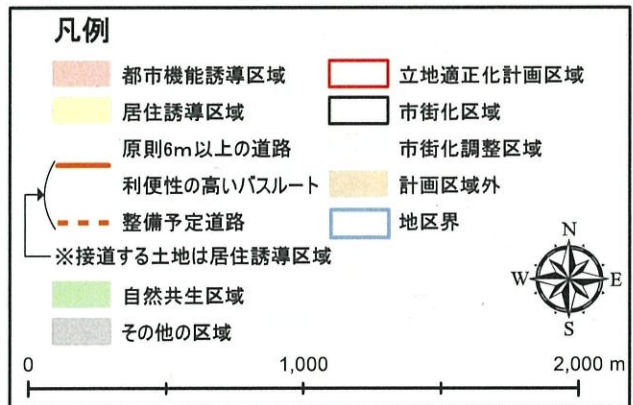 凡例
都市機能誘導区域
居住誘導区域
原則6m以上の道路
利便性の高いバスルート
整備予定道路
※接道する土地は居住誘導区域
自然共生区域
その他の区域
立地適正化計画区域
市街化区域
市街化調整区域
計画区域外
地区界
N
W E
S
0 1,000 2,000 m